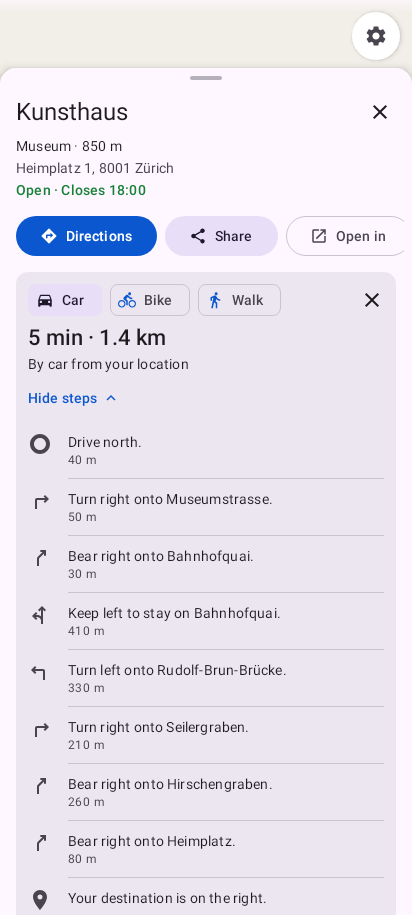 Kunsthaus
Museum · 850 m
Heimplatz 1, 8001 Zürich
Open · Closes 18:00
Directions
Share
Open in
Car
Bike
Walk
5 min · 1.4 km
By car from your location
Hide steps
Drive north.
40 m
Turn right onto Museumstrasse.
50 m
Bear right onto Bahnhofquai.
30 m
Keep left to stay on Bahnhofquai.
410 m
Turn left onto Rudolf-Brun-Brücke.
330 m
Turn right onto Seilergraben.
210 m
Bear right onto Hirschengraben.
260 m
Bear right onto Heimplatz.
80 m
Your destination is on the right.